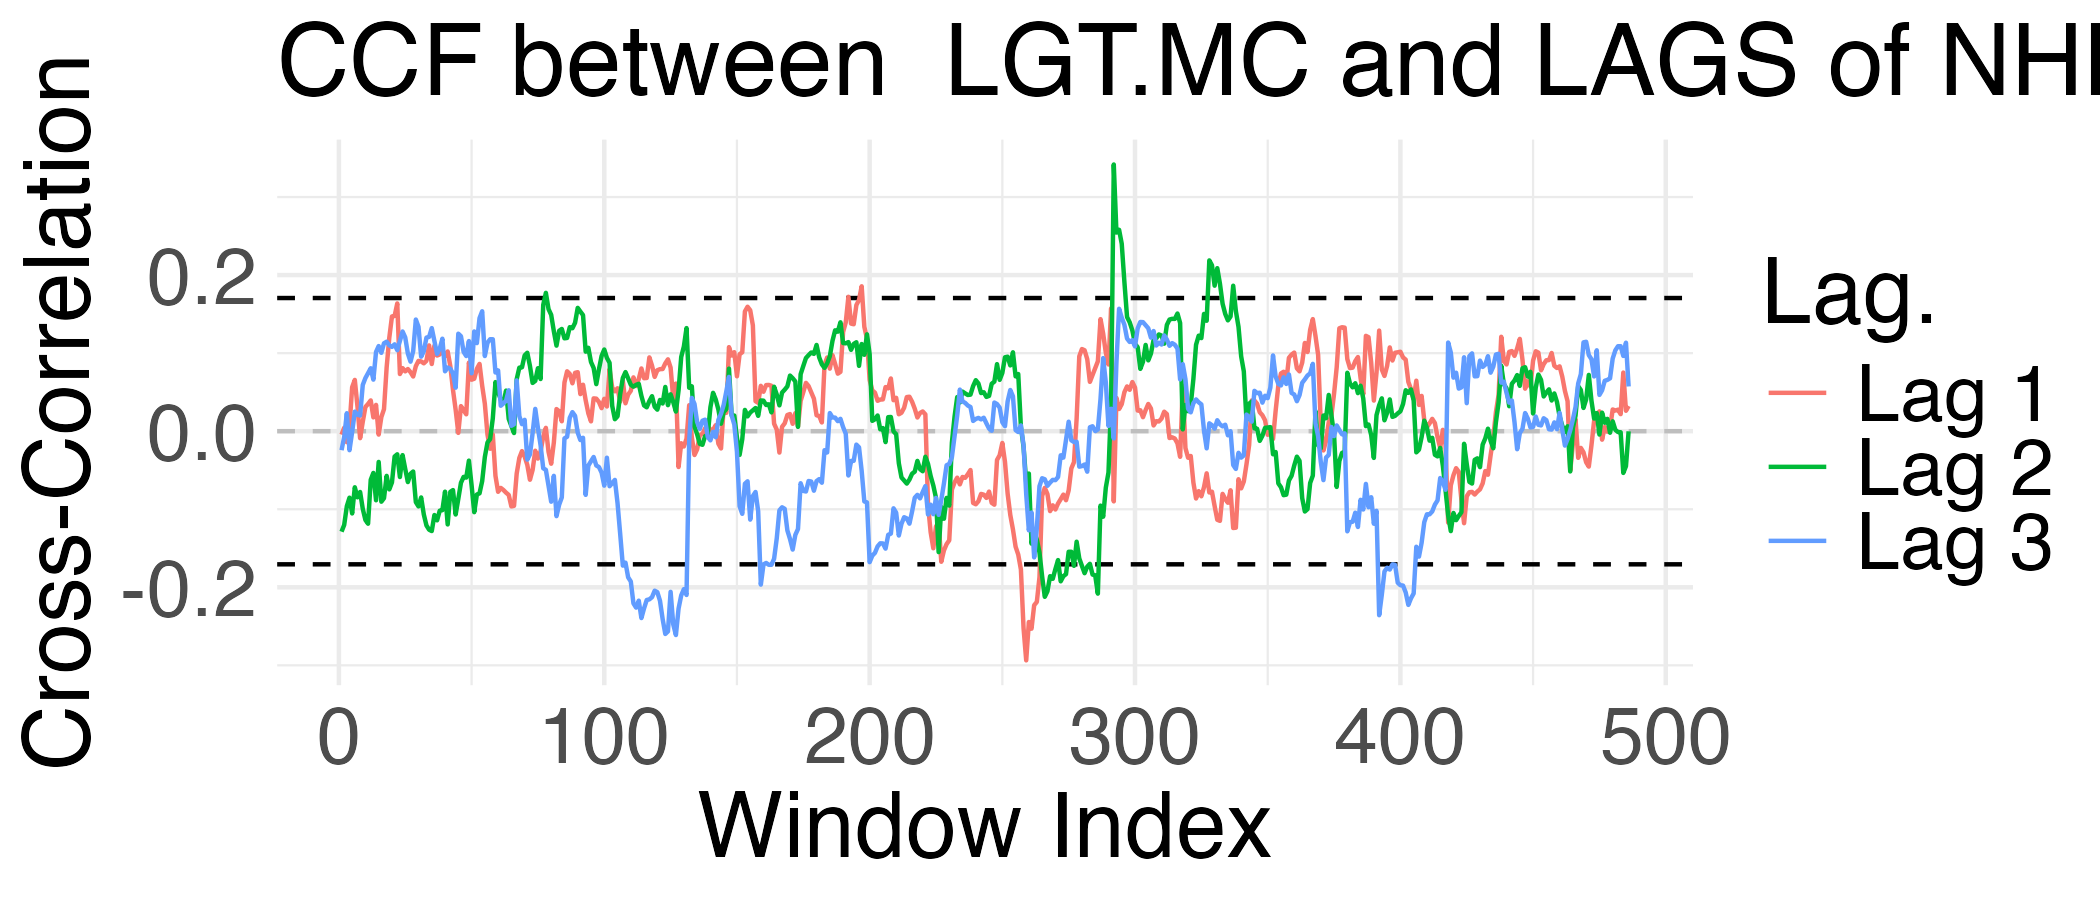 CCF between  LGT.MC and LAGS of
Cross-Correlation
0.2
0.0
-0.2
0
100
200
300
400
500
Window Index
Lag.
Lag 1
Lag 2
Lag 3